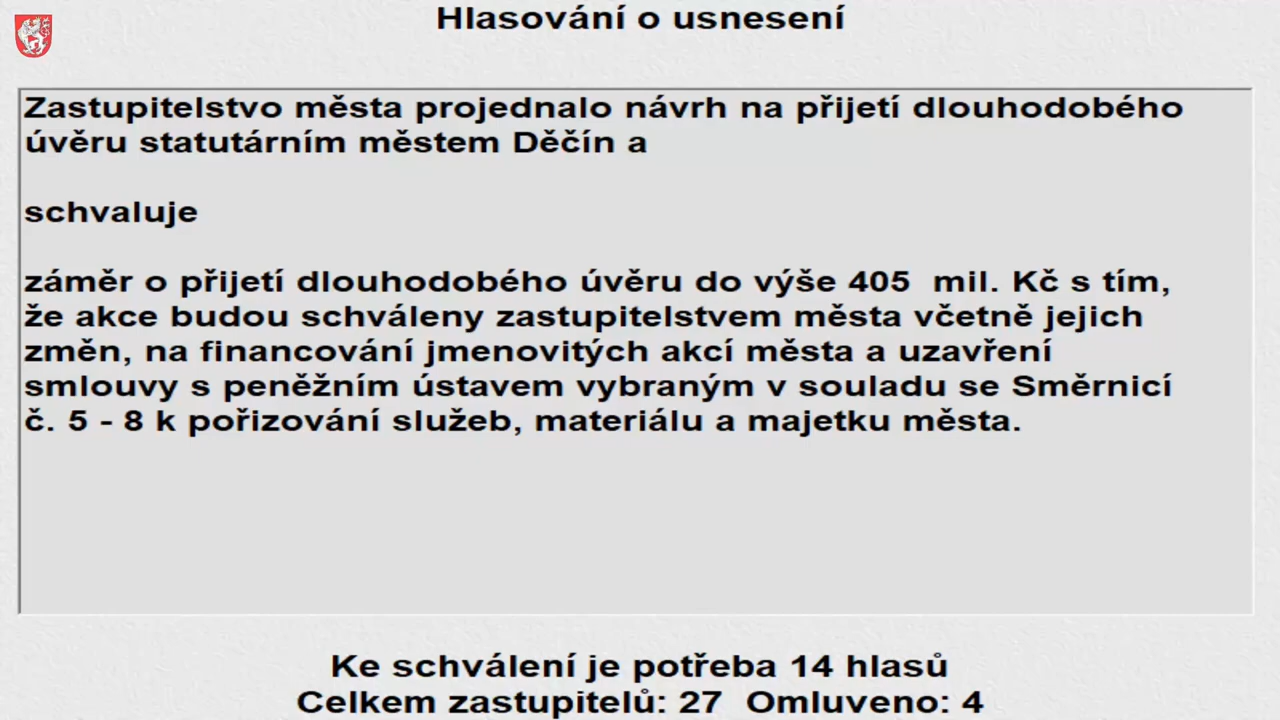 Hlasování o usnesení
Zastupitelstvo města projednalo návrh na přijetí dlouhodobého
úvěru statutárním městem Děčín a
schvaluje
záměr o přijetí dlouhodobého úvěru do výše 405  mil. Kč s tím,
že akce budou schváleny zastupitelstvem města včetně jejich
změn, na financování jmenovitých akcí města a uzavření
smlouvy s peněžním ústavem vybraným v souladu se Směrnicí
č. 5 - 8 k pořizování služeb, materiálu a majetku města.
Ke schválení je potřeba 14 hlasů
Celkem zastupitelů: 27  Omluveno: 4